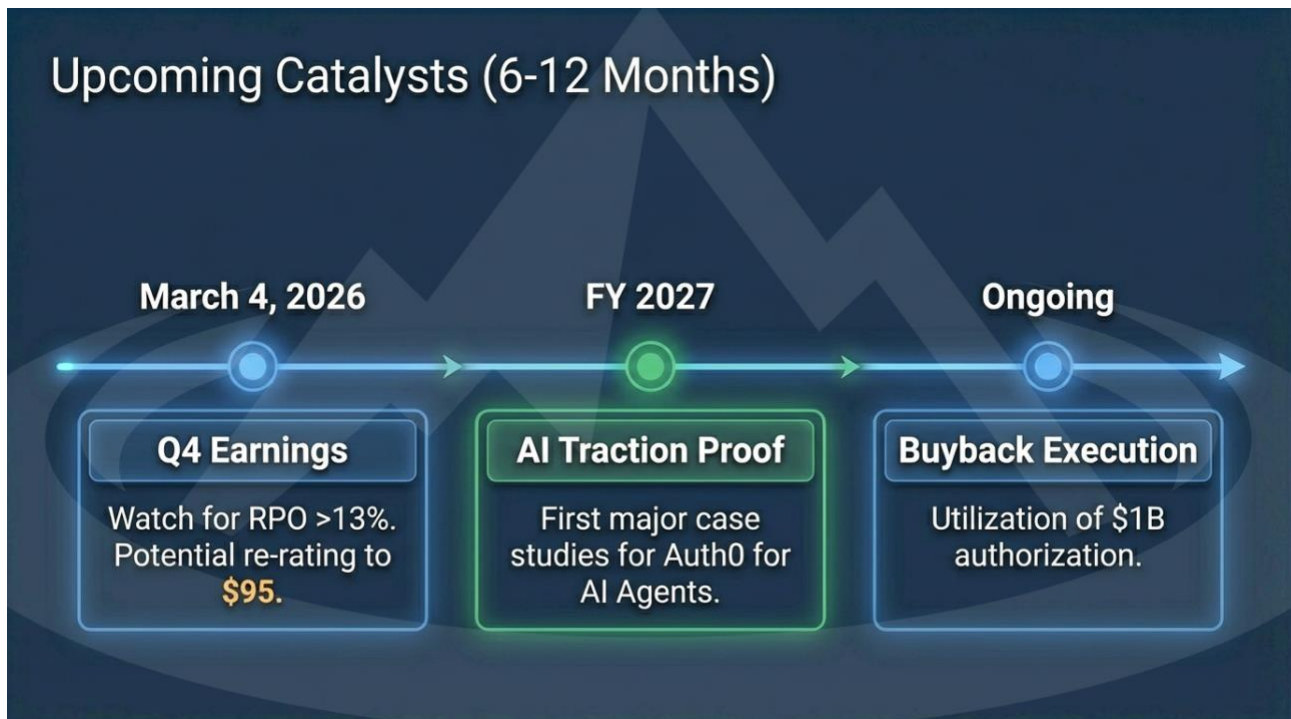 Upcoming Catalysts (6-12 Months)
March 4, 2026
FY 2027
Ongoing
Q4 Earnings
Watch for RPO >13%.
Potential re-rating to
$95.
AI Traction Proof
First major case
studies for Auth0 for
AI Agents.
Buyback Execution
Utilization of $1B
authorization.